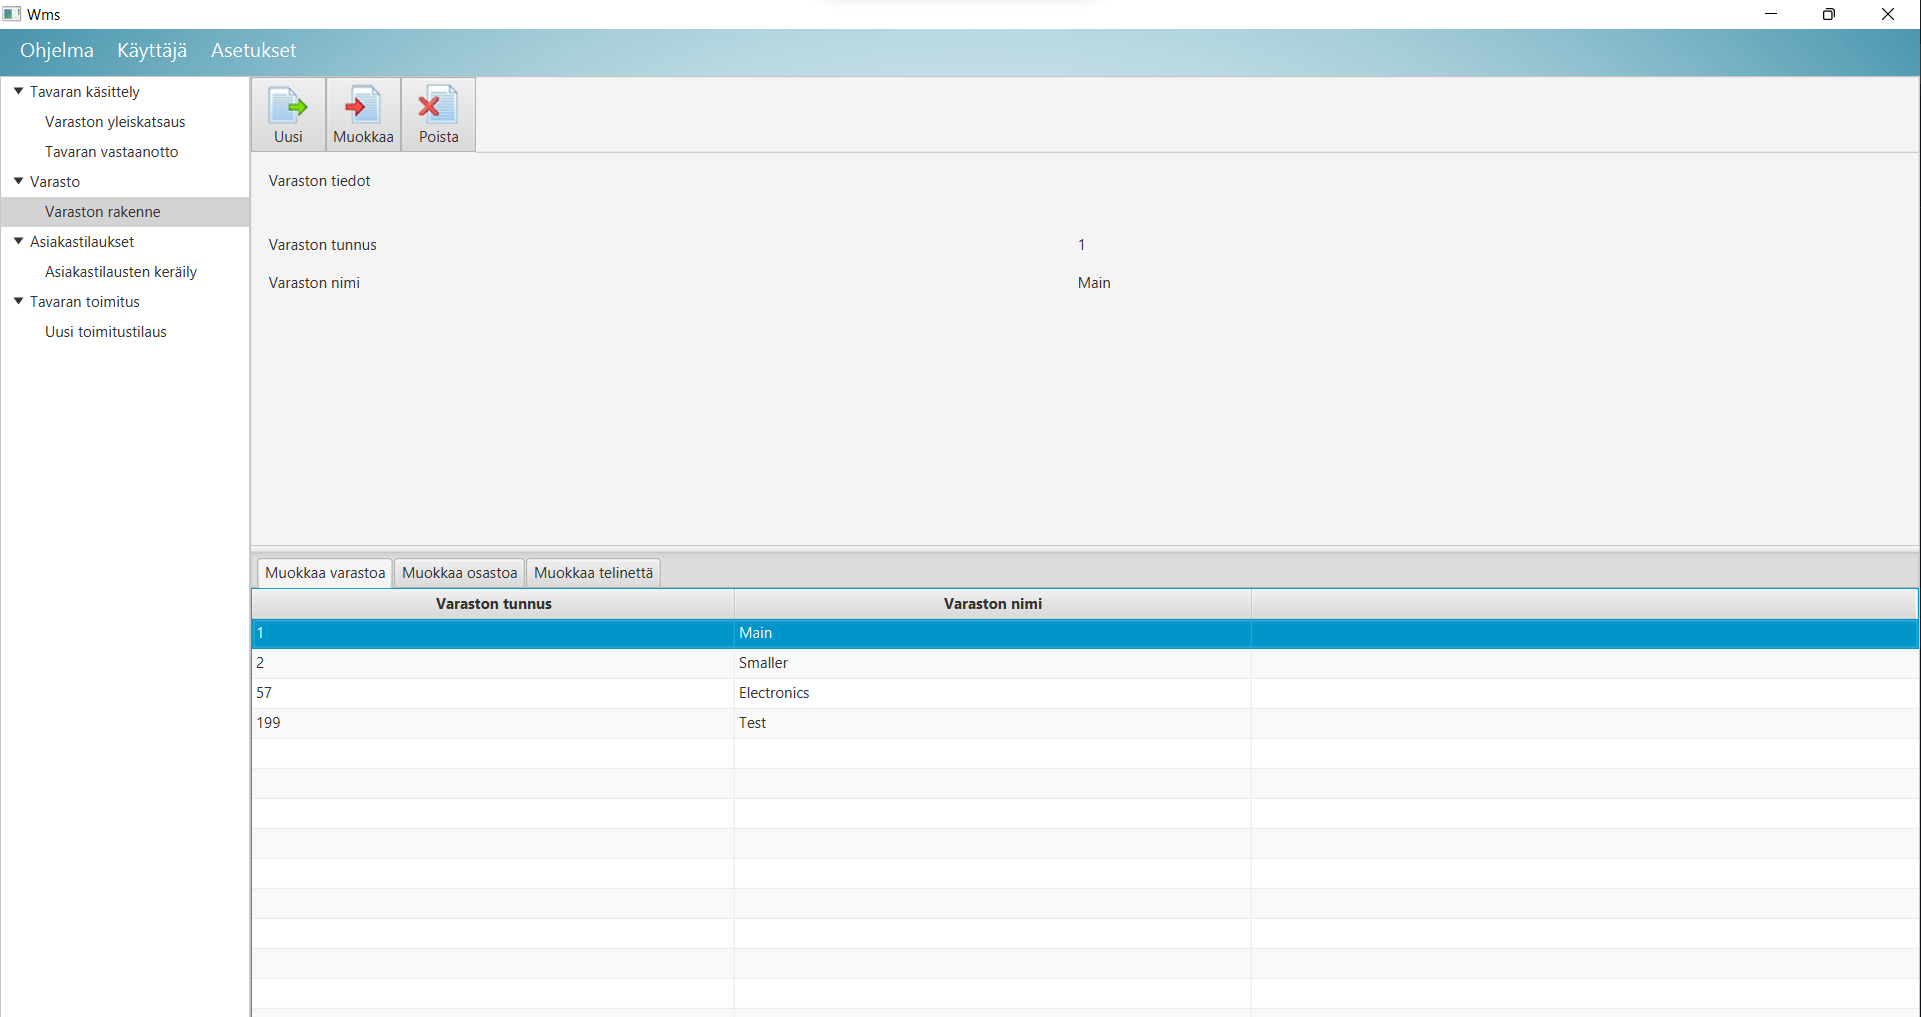 Wms
Ohjelma Käyttäjä Asetukset
Tavaran käsittely
Varaston yleiskatsaus
Tavaran vastaanotto
Varasto
Varaston rakenne
Asiakastilaukset
Asiakastilausten keräily
Tavaran toimitus
Uusi toimitustilaus
Uusi Muokkaa Poista
Varaston tiedot
Varaston tunnus 1
Varaston nimi Main
Muokkaa varastoa Muokkaa osastoa Muokkaa telinettä
Varaston tunnus Varaston nimi
1 Main
2 Smaller
57 Electronics
199 Test